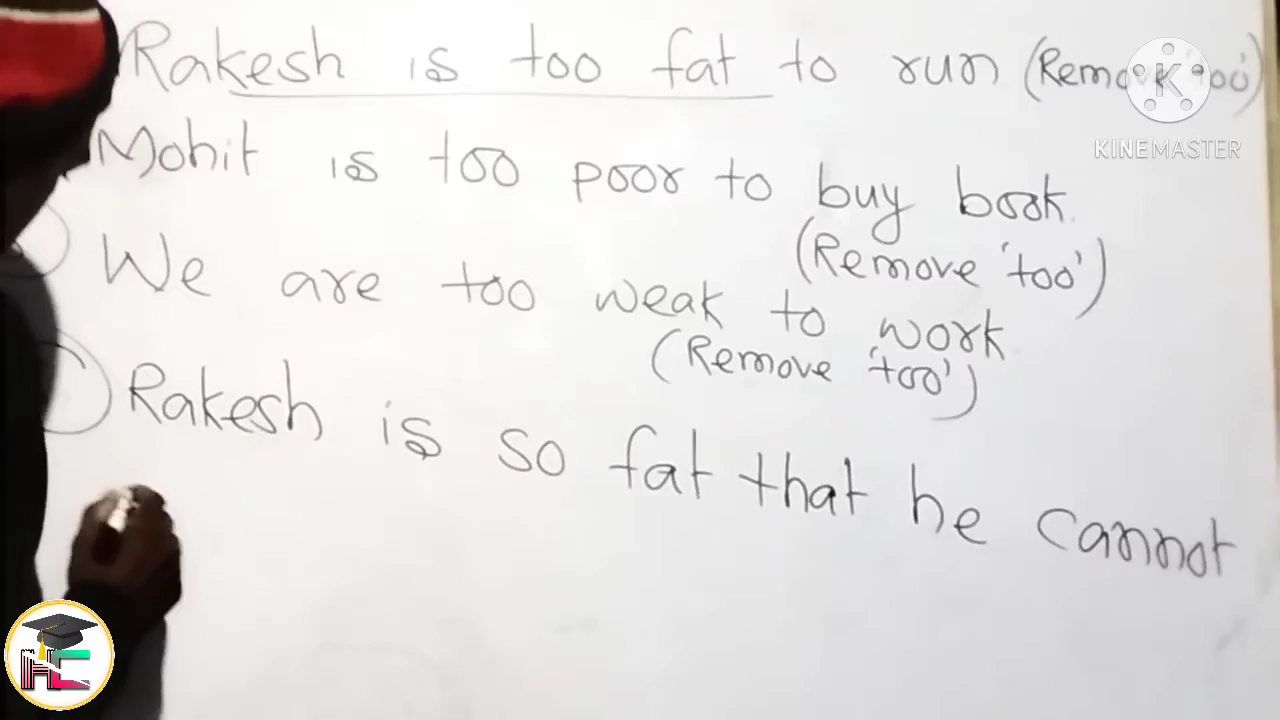 Rakesh is too fat to run (Remove 'too')
Mohit is too poor to buy book.
(Remove 'too')
We are too weak to work
(Remove 'too')
Rakesh is so fat that he cannot
K
KINEMASTER
HC